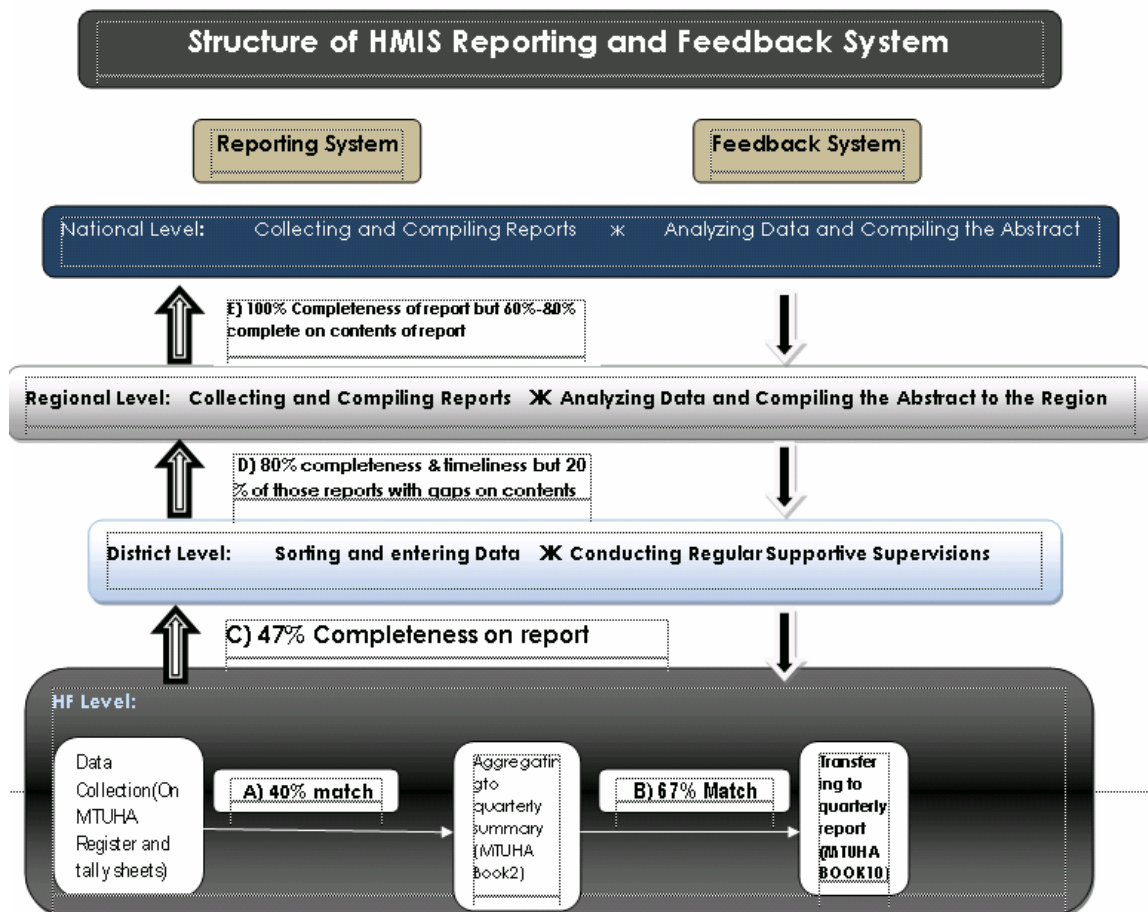 Structure of HMIS Reporting and Feedback System
Reporting System
Feedback System
National Level: Collecting and Compiling Reports ж Analyzing Data and Compiling the Abstract
E) 100% Completeness of report but 60%-80%
complete on contents of report
Regional Level: Collecting and Compiling Reports Ж Analyzing Data and Compiling the Abstract to the Region
D) 80% completeness & timeliness but 20
% of those reports with gaps on contents
District Level: Sorting and entering Data Ж Conducting Regular Supportive Supervisions
C) 47% Completeness on report
HF Level:
Data
Collection(On
MTUHA
Register and
tally sheets)
A) 40% match
Aggregatin
gto
quarterly
summary
(MTUHA
Book2)
B) 67% Match
Transfer
ing to
quarterly
report
(MTUHA
BOOK10)